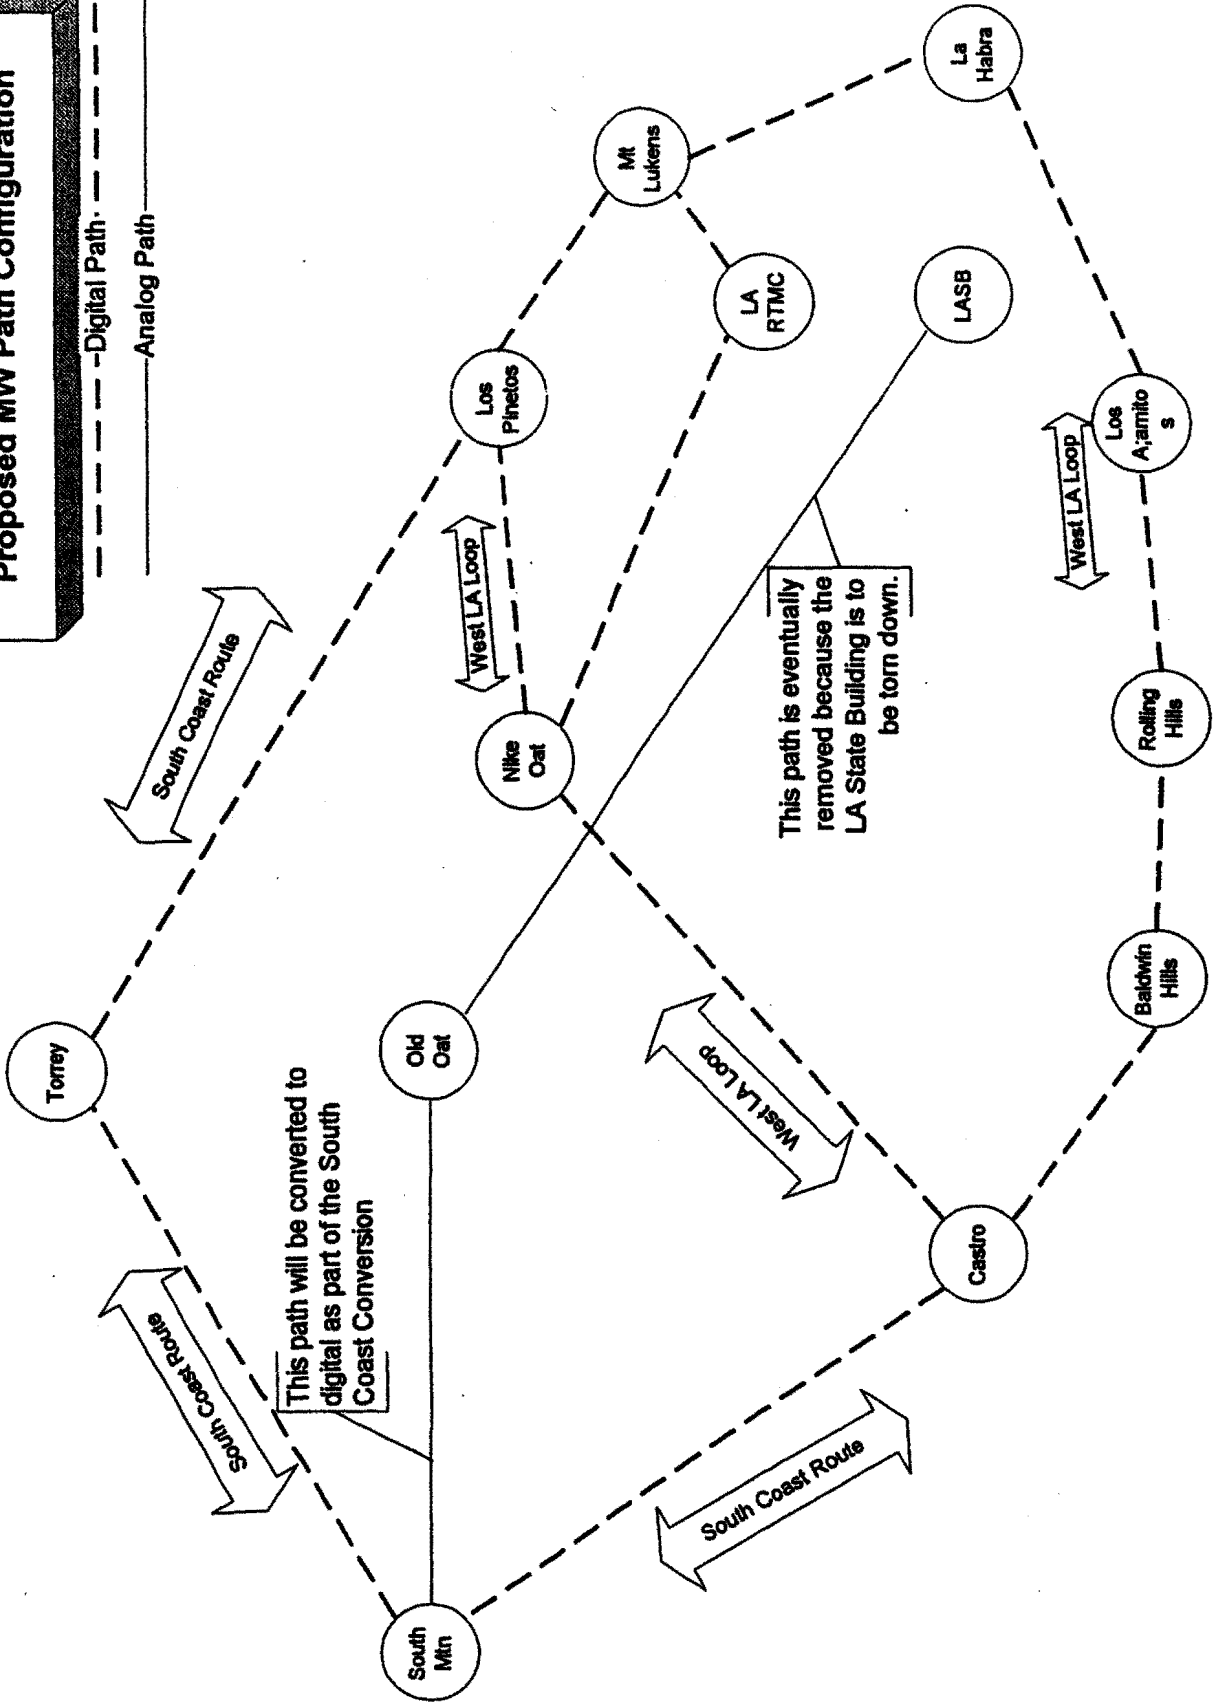 Proposed MW Path Configuration
Digital Path
Analog Path
Torrey
South Coast Route
South Coast Route
This path will be converted to
digital as part of the South
Coast Conversion
South
Mtn
Old
Oat
Los
Pinetos
West LA Loop
Nike
Oat
Mt
Lukens
LA
RTMC
La
Habra
LASB
This path is eventually
removed because the
LA State Building is to
be torn down.
West LA Loop
South Coast Route
Castro
Baldwin
Hills
Rolling
Hills
West LA Loop
Los
A;amito
s